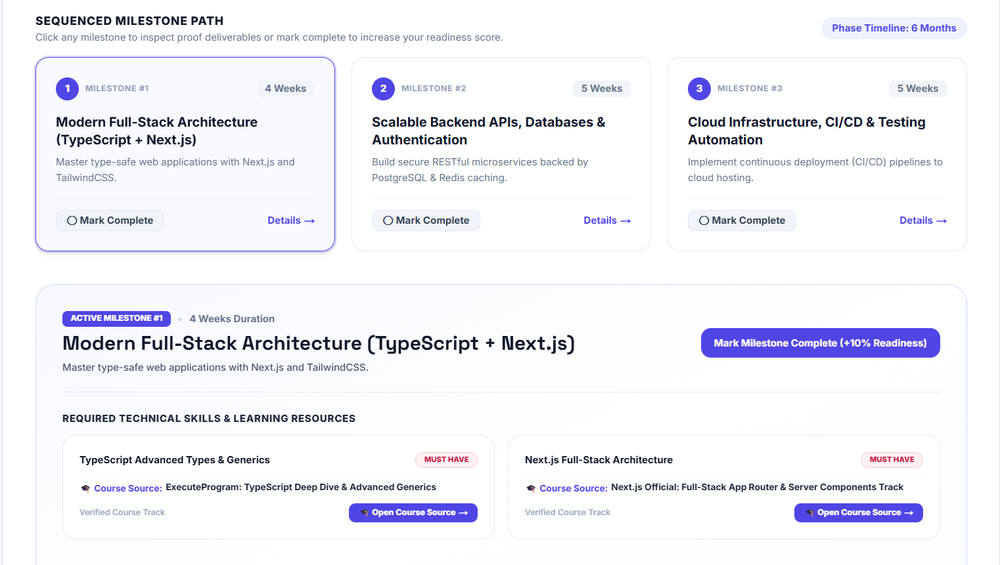 SEQUENCED MILESTONE PATH
Click any milestone to inspect proof deliverables or mark complete to increase your readiness score.
Phase Timeline: 6 Months
1 MILESTONE #1 4 Weeks
Modern Full-Stack Architecture
(TypeScript + Next.js)
Master type-safe web applications with Next.js and
TailwindCSS.
Mark Complete Details →
2 MILESTONE #2 5 Weeks
Scalable Backend APIs, Databases &
Authentication
Build secure RESTful microservices backed by
PostgreSQL & Redis caching.
Mark Complete Details →
3 MILESTONE #3 5 Weeks
Cloud Infrastructure, CI/CD & Testing
Automation
Implement continuous deployment (CI/CD) pipelines to
cloud hosting.
Mark Complete Details →
ACTIVE MILESTONE #1 • 4 Weeks Duration
Modern Full-Stack Architecture (TypeScript + Next.js)
Master type-safe web applications with Next.js and TailwindCSS.
Mark Milestone Complete (+10% Readiness)
REQUIRED TECHNICAL SKILLS & LEARNING RESOURCES
TypeScript Advanced Types & Generics MUST HAVE
Course Source: ExecuteProgram: TypeScript Deep Dive & Advanced Generics
Verified Course Track Open Course Source →
Next.js Full-Stack Architecture MUST HAVE
Course Source: Next.js Official: Full-Stack App Router & Server Components Track
Verified Course Track Open Course Source →